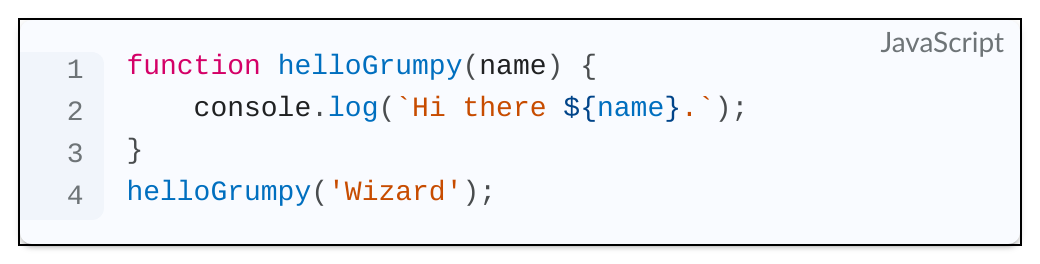 JavaScript
1 function helloGrumpy(name) {
2     console.log(`Hi there ${name}.`);
3 }
4 helloGrumpy('Wizard');